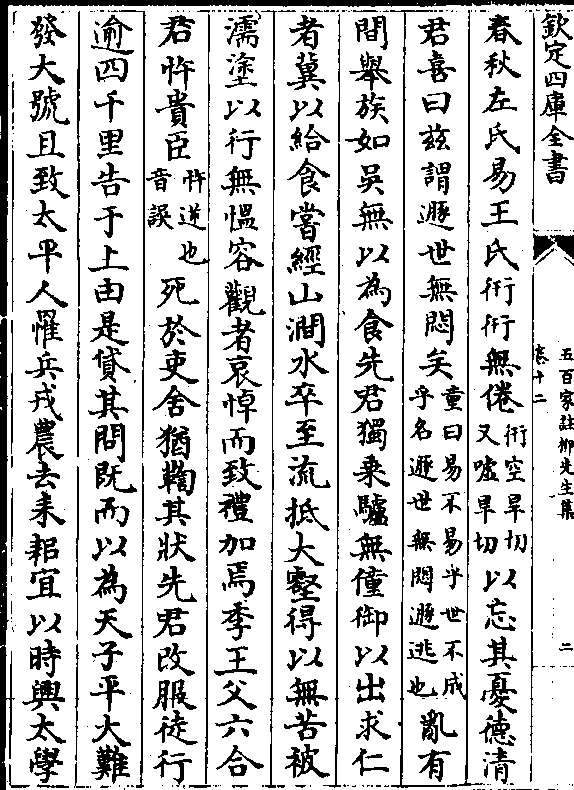 欽定四庫全書
五百家註柳先生集
卷十二
二
春秋左氏易王氏衎衎無倦衎空旱切又嘘旱切以忘其憂德清
君喜曰兹謂遯世無悶矣童曰易不易乎世不成乎名遯世無悶遯逃也亂有
間舉族如吳無以為食先君獨乘驢無僮御以出求仁
者冀以給食嘗經山澗水卒至流抵大壑得以無苦被
濡塗以行無愠容觀者哀悼而致禮加焉季王父六合
君忤貴臣忤逆也音誤死於吏舍猶鞫其狀先君改服徒行
逾四千里告于上由是貸其問既而以為天子平大難
發大號且致太平人罹兵戎農去耒耜宜以時興太學